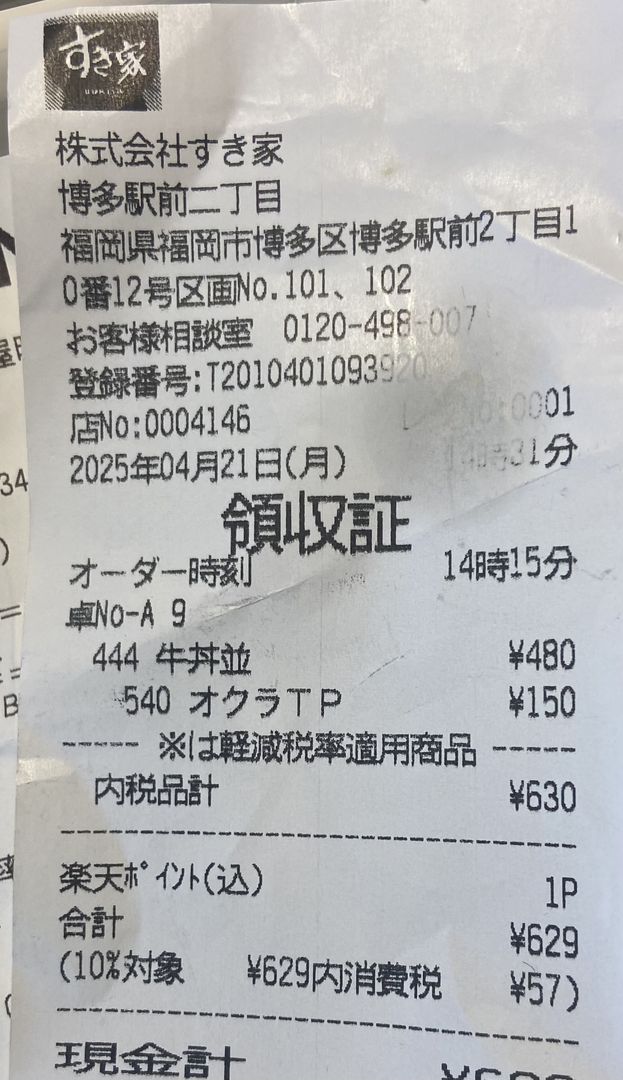 すき家
SUKIYA
株式会社すき家
博多駅前二丁目
福岡県福岡市博多区博多駅前2丁目1
0番12号区画No.101、102
お客様相談室 0120-498-007
登録番号:T2010401093920
店No:0004146 No:0001
2025年04月21日(月) 14時31分
領収証
オーダー時刻 14時15分
卓No-A 9
444 牛丼並 ¥480
540 オクラTP ¥150
----- ※は軽減税率適用商品 -----
内税品計 ¥630
楽天ポイント(込) 1P
合計 ¥629
(10%対象 ¥629内消費税 ¥57)
現金計